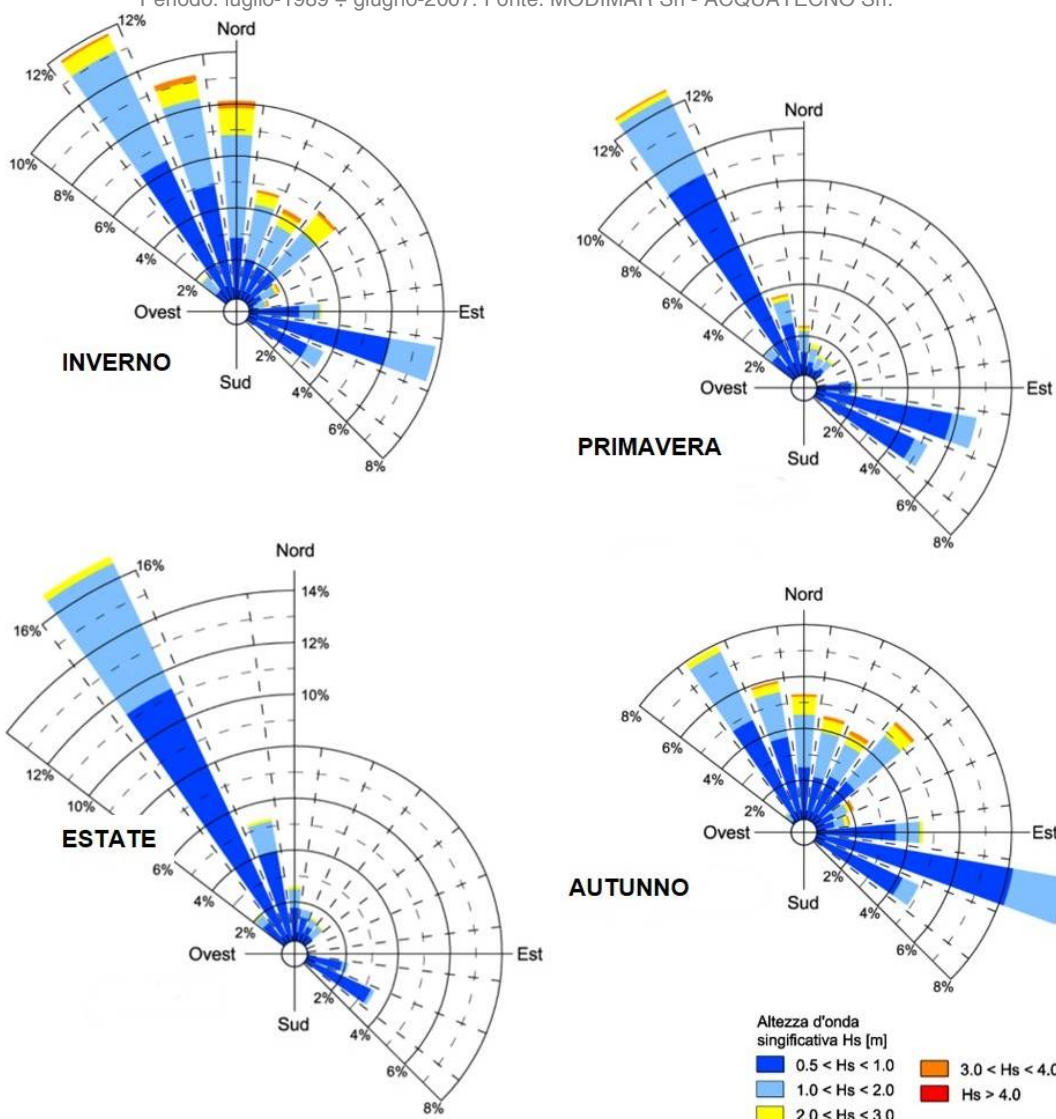 Periodo: luglio-1989 ÷ giugno-2007. Fonte: MODIMAR Srl - ACQUATECNO Srl.
12%
Nord
12%
10%
8%
6%
4%
2%
Ovest
Est
INVERNO
2%
Sud
4%
6%
8%
12%
Nord
12%
10%
8%
6%
4%
2%
Ovest
Est
PRIMAVERA
2%
Sud
4%
6%
8%
Nord
16%
14%
16%
12%
10%
12%
10%
ESTATE
6%
4%
2%
Ovest
Est
2%
Sud
4%
6%
8%
Nord
8%
6%
4%
2%
Ovest
Est
AUTUNNO
2%
Sud
4%
6%
8%
Altezza d'onda
singificativa Hs [m]
0.5 < Hs < 1.0
3.0 < Hs < 4.0
1.0 < Hs < 2.0
Hs > 4.0
2.0 < Hs < 3.0